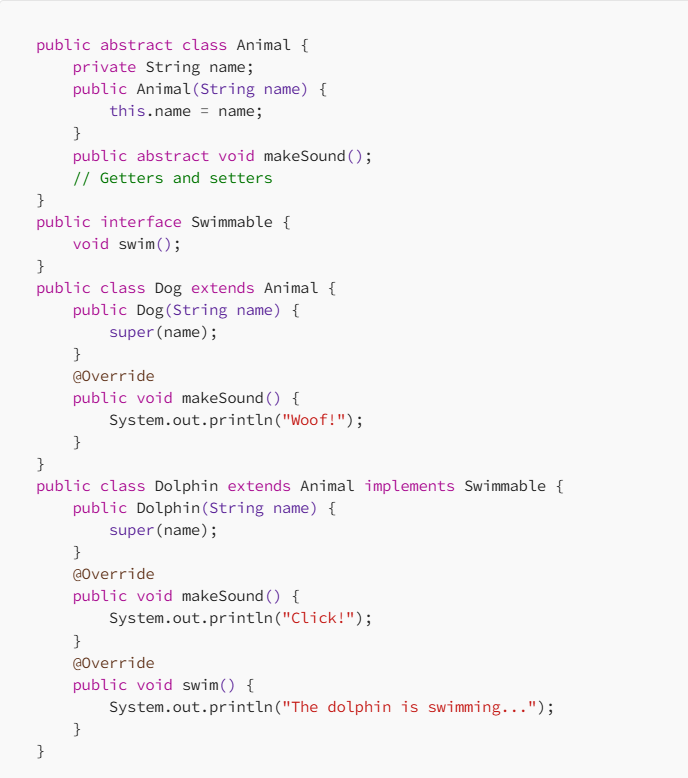 public abstract class Animal {
    private String name;
    public Animal(String name) {
        this.name = name;
    }
    public abstract void makeSound();
    // Getters and setters
}
public interface Swimmable {
    void swim();
}
public class Dog extends Animal {
    public Dog(String name) {
        super(name);
    }
    @Override
    public void makeSound() {
        System.out.println("Woof!");
    }
}
public class Dolphin extends Animal implements Swimmable {
    public Dolphin(String name) {
        super(name);
    }
    @Override
    public void makeSound() {
        System.out.println("Click!");
    }
    @Override
    public void swim() {
        System.out.println("The dolphin is swimming...");
    }
}